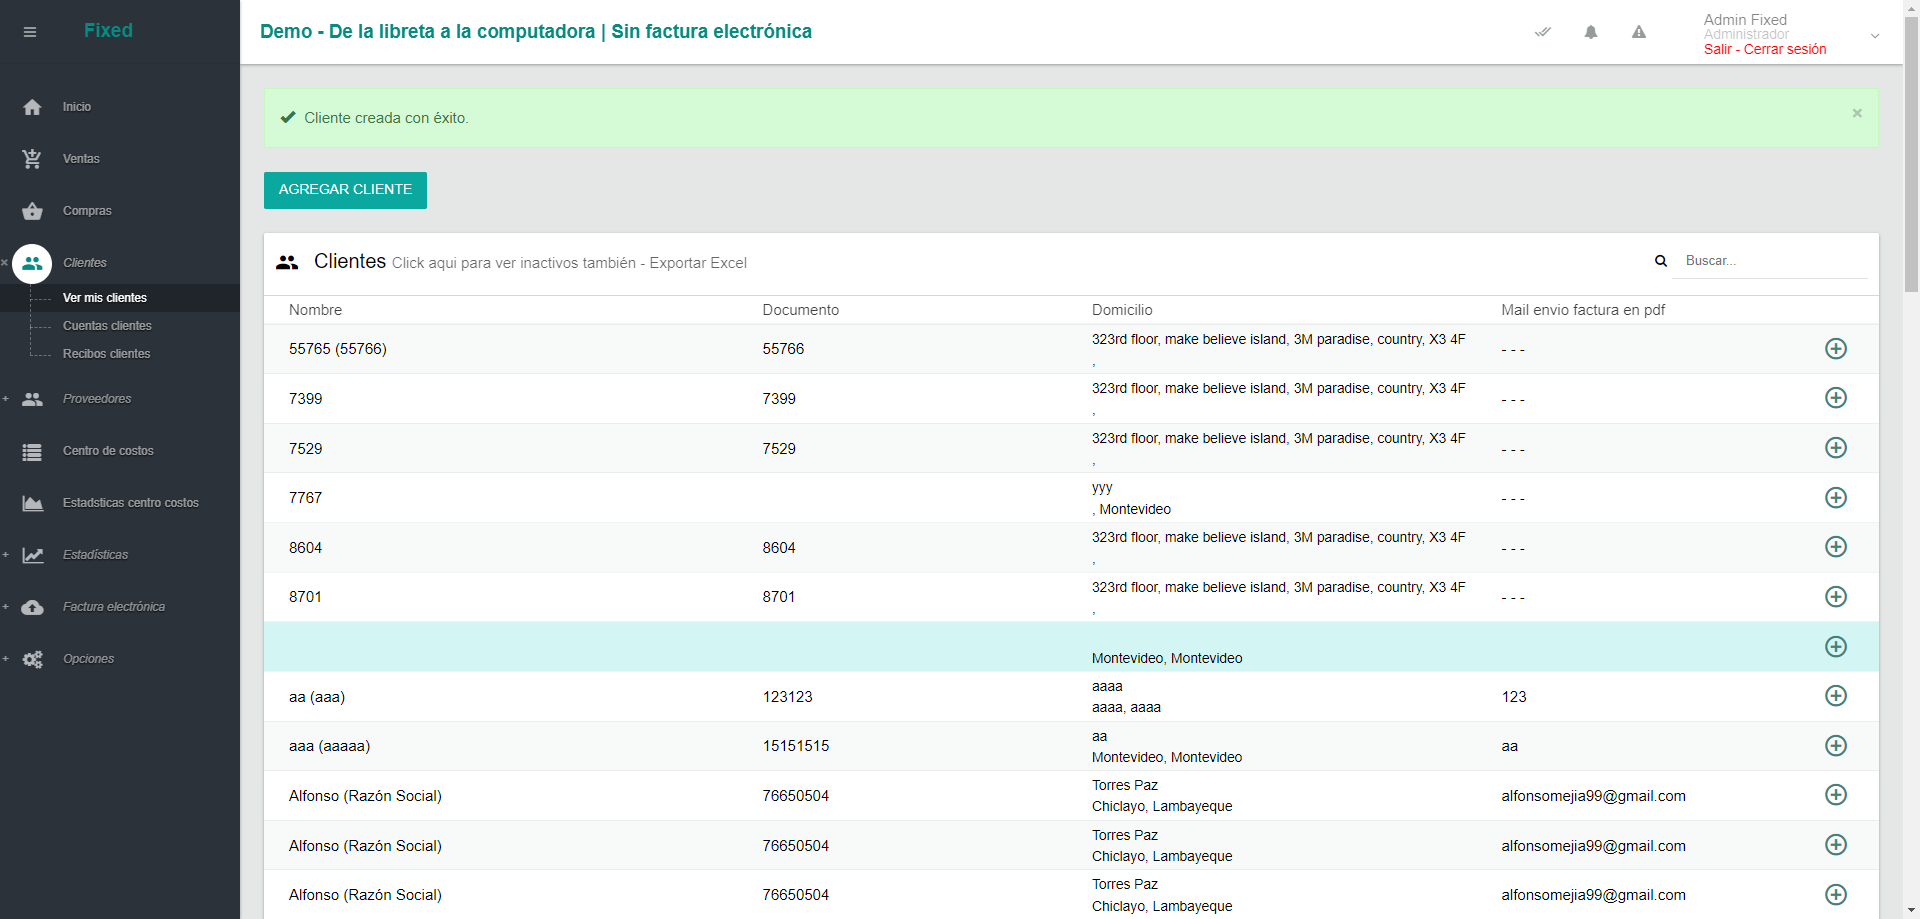 Fixed
Demo - De la libreta a la computadora | Sin factura electrónica
Admin Fixed
Administrador
Salir - Cerrar sesión
Inicio
Ventas
Compras
Clientes
Ver mis clientes
Cuentas clientes
Recibos clientes
Proveedores
Centro de costos
Estadsticas centro costos
Estadísticas
Factura electrónica
Opciones
Cliente creada con éxito.
×
AGREGAR CLIENTE
Clientes Click aqui para ver inactivos también - Exportar Excel
Buscar...
Nombre Documento Domicilio Mail envio factura en pdf
55765 (55766) 55766 323rd floor, make believe island, 3M paradise, country, X3 4F - - -
,
7399 7399 323rd floor, make believe island, 3M paradise, country, X3 4F - - -
,
7529 7529 323rd floor, make believe island, 3M paradise, country, X3 4F - - -
,
7767 yyy - - -
, Montevideo
8604 8604 323rd floor, make believe island, 3M paradise, country, X3 4F - - -
,
8701 8701 323rd floor, make believe island, 3M paradise, country, X3 4F - - -
,
Montevideo, Montevideo
aa (aaa) 123123 aaaa 123
aaaa, aaaa
aaa (aaaaa) 15151515 aa aa
Montevideo, Montevideo
Alfonso (Razón Social) 76650504 Torres Paz alfonsomejia99@gmail.com
Chiclayo, Lambayeque
Alfonso (Razón Social) 76650504 Torres Paz alfonsomejia99@gmail.com
Chiclayo, Lambayeque
Alfonso (Razón Social) 76650504 Torres Paz alfonsomejia99@gmail.com
Chiclayo, Lambayeque